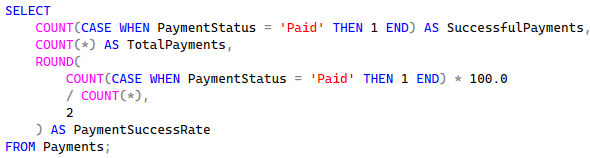 SELECT
    COUNT(CASE WHEN PaymentStatus = 'Paid' THEN 1 END) AS SuccessfulPayments,
    COUNT(*) AS TotalPayments,
    ROUND(
        COUNT(CASE WHEN PaymentStatus = 'Paid' THEN 1 END) * 100.0
        / COUNT(*),
        2
    ) AS PaymentSuccessRate
FROM Payments;